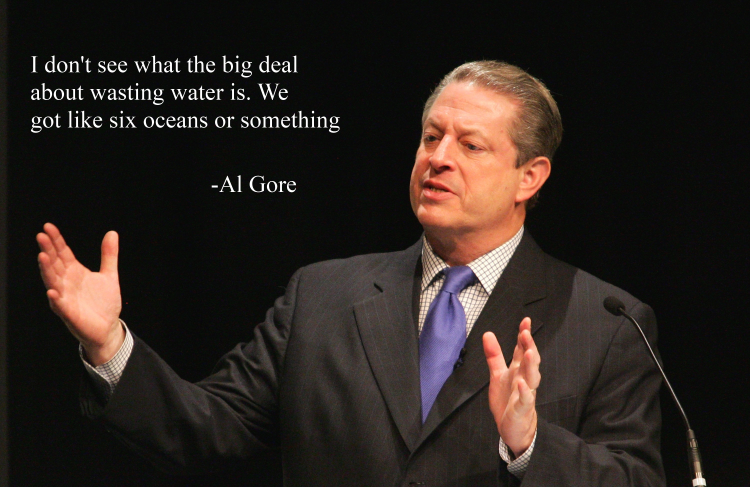 I don't see what the big deal
about wasting water is. We
got like six oceans or something
-Al Gore